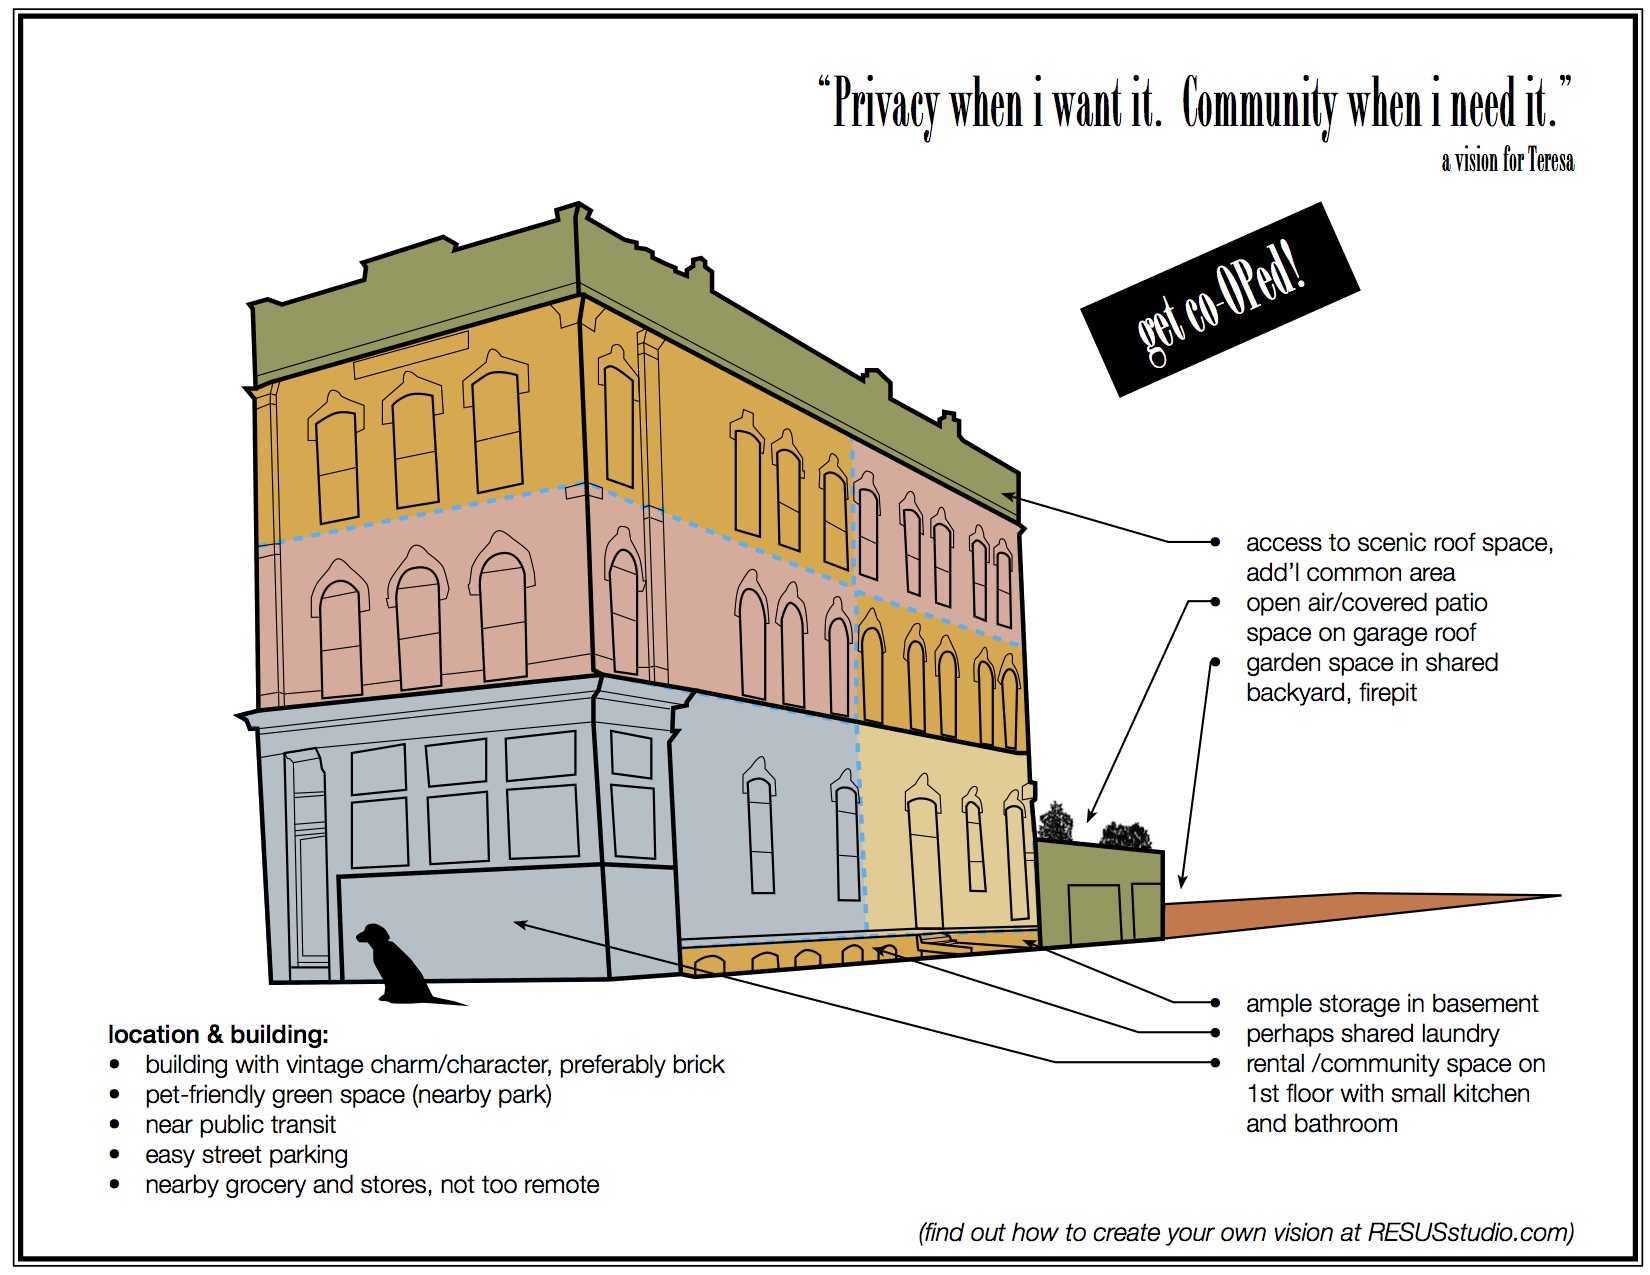 “Privacy when i want it. Community when i need it.”
a vision for Teresa
get co-OPed!
access to scenic roof space,
add’l common area
open air/covered patio
space on garage roof
garden space in shared
backyard, firepit
ample storage in basement
perhaps shared laundry
rental /community space on
1st floor with small kitchen
and bathroom
location & building:
• building with vintage charm/character, preferably brick
• pet-friendly green space (nearby park)
• near public transit
• easy street parking
• nearby grocery and stores, not too remote
(find out how to create your own vision at RESUSstudio.com)